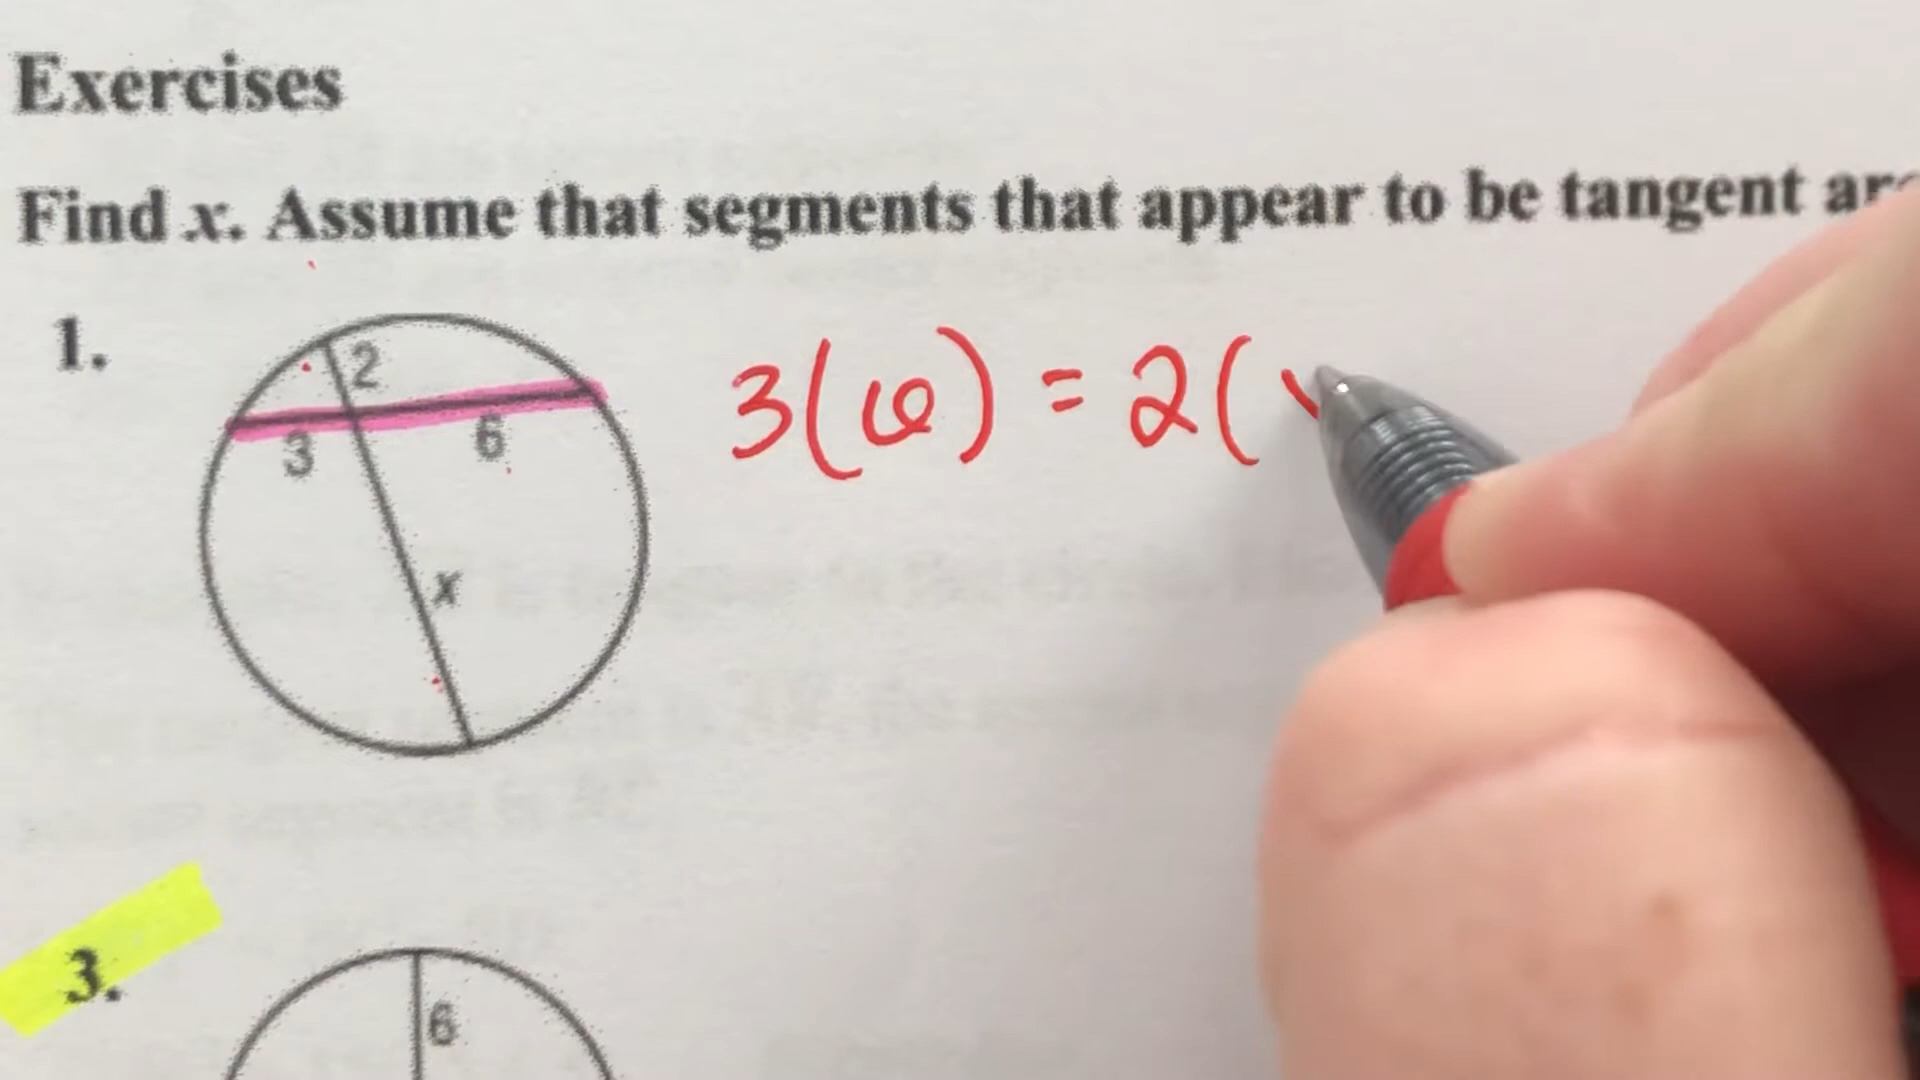 Exercises
Find x. Assume that segments that appear to be tangent
1.
2
3
6
x
3(6) = 2(
3.
6